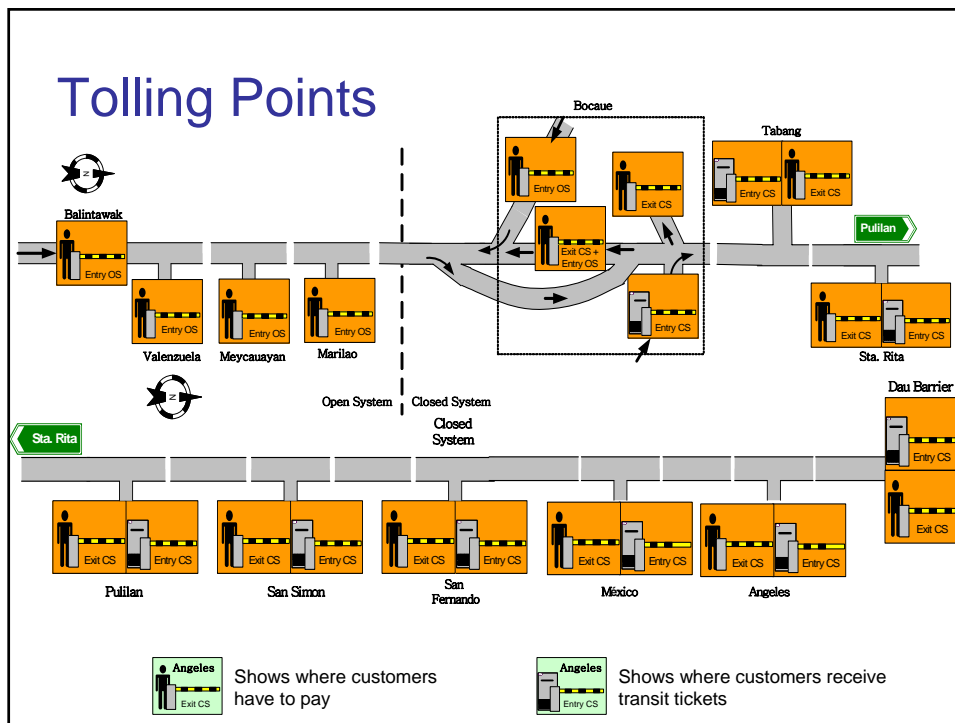 Tolling Points
Bocaue
Tabang
Entry OS
Exit CS
Entry CS
Exit CS
N
Balintawak
Entry OS
Exit CS +
Entry OS
Pulilan
Entry OS
Entry OS
Entry OS
Entry CS
Exit CS
Entry CS
Valenzuela
Meycauayan
Marilao
Sta. Rita
N
Open System
Closed System
Dau Barrier
Closed
System
Sta. Rita
Entry CS
Exit CS
Exit CS
Entry CS
Exit CS
Entry CS
Exit CS
Entry CS
Exit CS
Entry CS
Exit CS
Entry CS
Pulilan
San Simon
San
Fernando
México
Angeles
Angeles
Exit CS
Shows where customers
have to pay
Angeles
Entry CS
Shows where customers receive
transit tickets